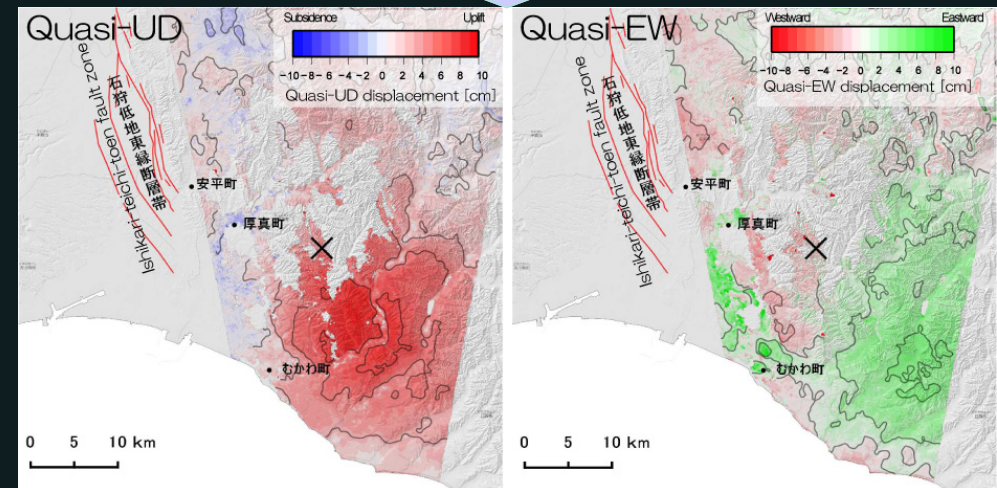 Quasi-UD
Subsidence Uplift
-10-8 -6 -4 -2 0 2 4 6 8 10
Quasi-UD displacement [cm]
Ishikari-teichi-toen fault zone
石狩低地東縁断層帯
安平町
厚真町
むかわ町
0 5 10 km
Quasi-EW
Westward Eastward
-10-8 -6 -4 -2 0 2 4 6 8 10
Quasi-EW displacement [cm]
Ishikari-teichi-toen fault zone
石狩低地東縁断層帯
安平町
厚真町
むかわ町
0 5 10 km